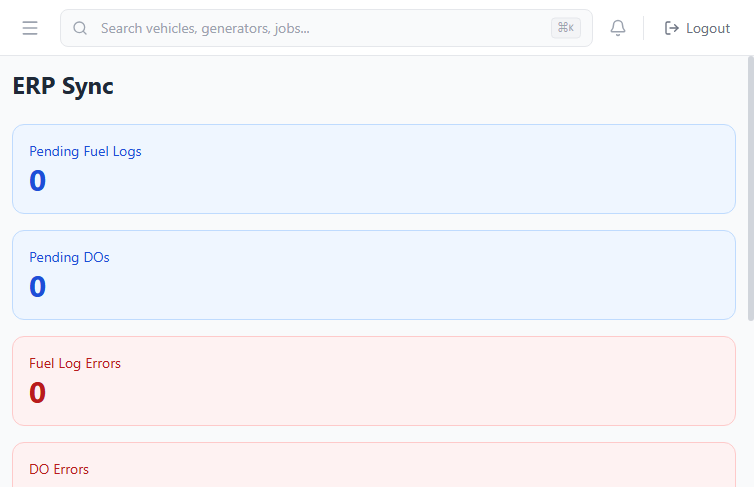 Search vehicles, generators, jobs...
⌘K
Logout
ERP Sync
Pending Fuel Logs
0
Pending DOs
0
Fuel Log Errors
0
DO Errors